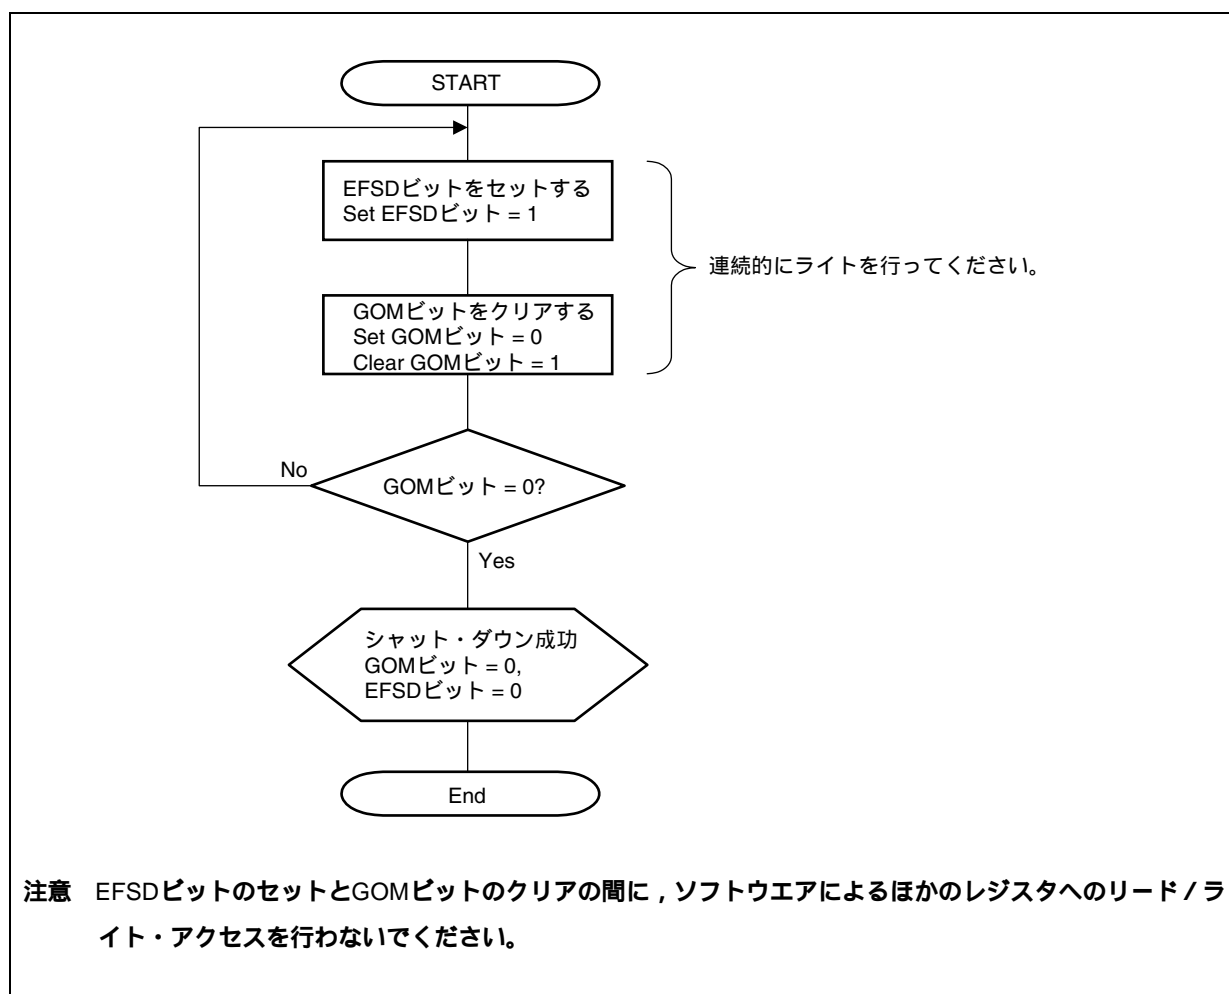 START
EFSDビットをセットする
Set EFSDビット = 1
連続的にライトを行ってください。
GOMビットをクリアする
Set GOMビット = 0
Clear GOMビット = 1
No
GOMビット = 0?
Yes
シャット・ダウン成功
GOMビット = 0,
EFSDビット = 0
End
注意 EFSDビットのセットとGOMビットのクリアの間に，ソフトウエアによるほかのレジスタへのリード／ラ
イト・アクセスを行わないでください。